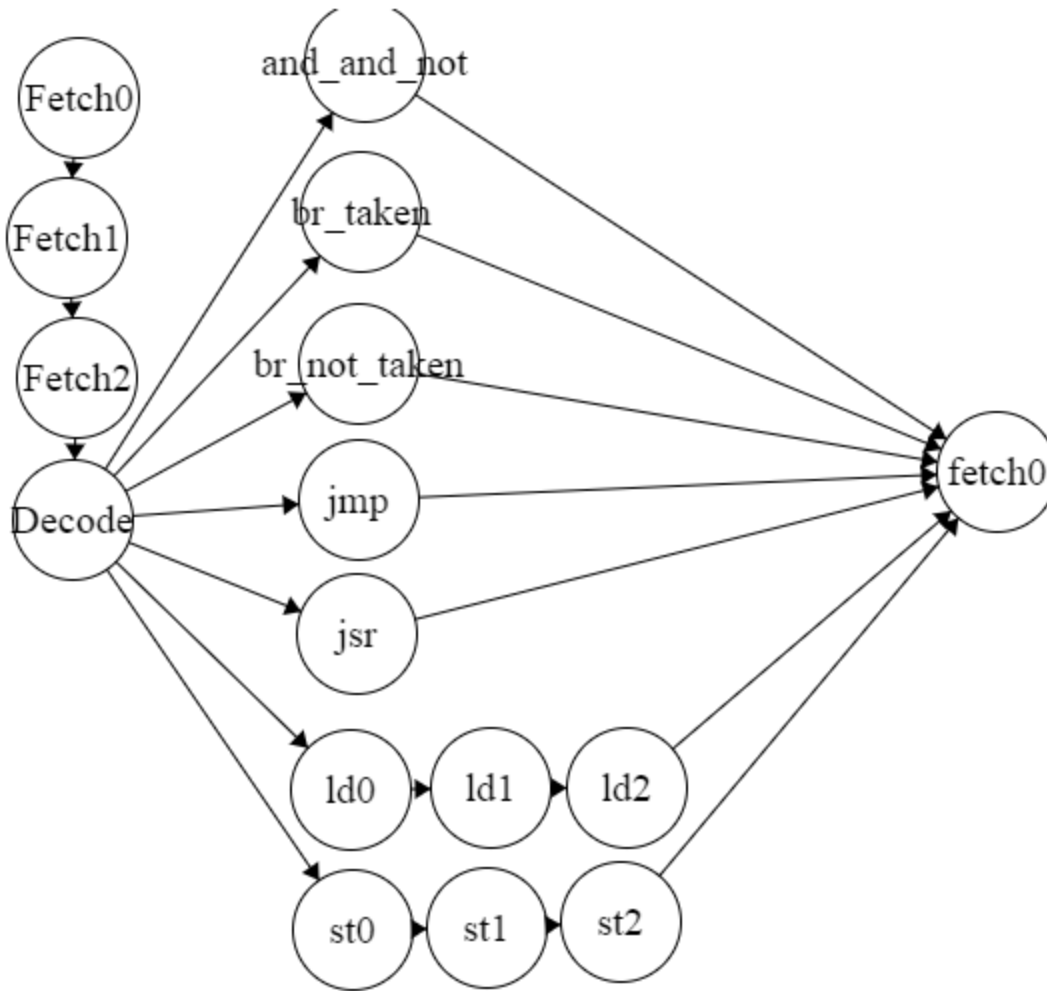 Fetch0
Fetch1
Fetch2
Decode
and_and_not
br_taken
br_not_taken
jmp
jsr
ld0
ld1
ld2
st0
st1
st2
fetch0